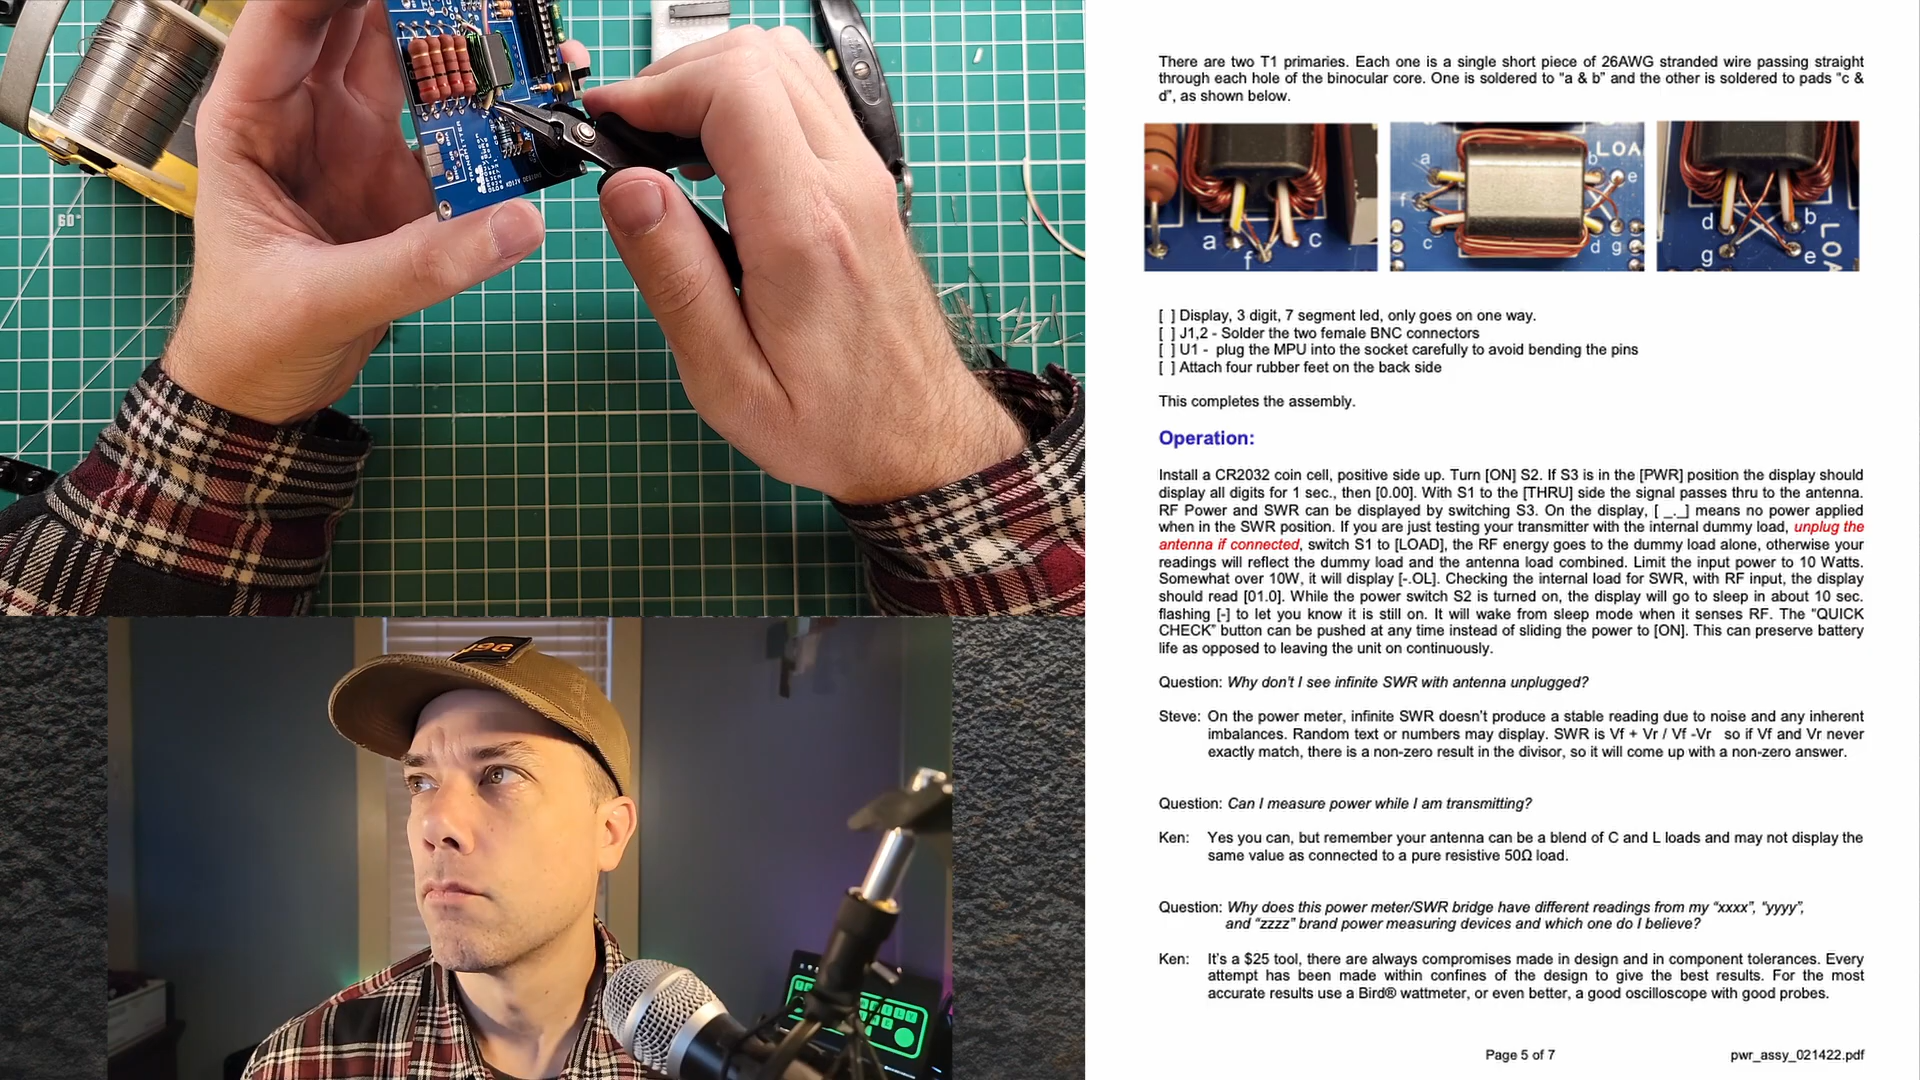 60°
There are two T1 primaries. Each one is a single short piece of 26AWG stranded wire passing straight
through each hole of the binocular core. One is soldered to “a & b” and the other is soldered to pads “c &
d”, as shown below.
a
f
c
a
f
c
b
LOA
e
d
g
d
g
b
e
LOA
[ ] Display, 3 digit, 7 segment led, only goes on one way.
[ ] J1,2 - Solder the two female BNC connectors
[ ] U1 - plug the MPU into the socket carefully to avoid bending the pins
[ ] Attach four rubber feet on the back side
This completes the assembly.
Operation:
Install a CR2032 coin cell, positive side up. Turn [ON] S2. If S3 is in the [PWR] position the display should
display all digits for 1 sec., then [0.00]. With S1 to the [THRU] side the signal passes thru to the antenna.
RF Power and SWR can be displayed by switching S3. On the display, [ _._] means no power applied
when in the SWR position. If you are just testing your transmitter with the internal dummy load, unplug the
antenna if connected, switch S1 to [LOAD], the RF energy goes to the dummy load alone, otherwise your
readings will reflect the dummy load and the antenna load combined. Limit the input power to 10 Watts.
Somewhat over 10W, it will display [-.OL]. Checking the internal load for SWR, with RF input, the display
should read [01.0]. While the power switch S2 is turned on, the display will go to sleep in about 10 sec.
flashing [-] to let you know it is still on. It will wake from sleep mode when it senses RF. The “QUICK
CHECK” button can be pushed at any time instead of sliding the power to [ON]. This can preserve battery
life as opposed to leaving the unit on continuously.
Question: Why don’t I see infinite SWR with antenna unplugged?
Steve: On the power meter, infinite SWR doesn’t produce a stable reading due to noise and any inherent
imbalances. Random text or numbers may display. SWR is Vf + Vr / Vf -Vr so if Vf and Vr never
exactly match, there is a non-zero result in the divisor, so it will come up with a non-zero answer.
Question: Can I measure power while I am transmitting?
Ken: Yes you can, but remember your antenna can be a blend of C and L loads and may not display the
same value as connected to a pure resistive 50Ω load.
Question: Why does this power meter/SWR bridge have different readings from my “xxxx”, “yyyy”,
and “zzzz” brand power measuring devices and which one do I believe?
Ken: It’s a $25 tool, there are always compromises made in design and in component tolerances. Every
attempt has been made within confines of the design to give the best results. For the most
accurate results use a Bird® wattmeter, or even better, a good oscilloscope with good probes.
Page 5 of 7
pwr_assy_021422.pdf